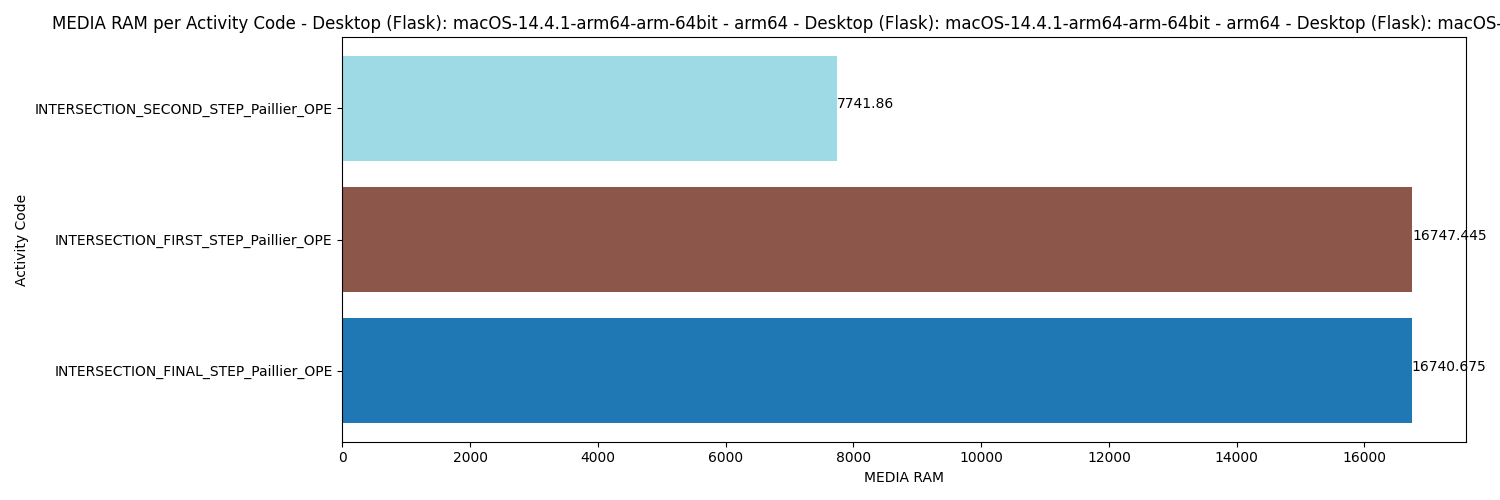 MEDIA RAM per Activity Code - Desktop (Flask): macOS-14.4.1-arm64-arm-64bit - arm64 - Desktop (Flask): macOS-14.4.1-arm64-arm-64bit - arm64 - Desktop (Flask): macOS-
INTERSECTION_SECOND_STEP_Paillier_OPE
7741.86
INTERSECTION_FIRST_STEP_Paillier_OPE
16747.445
INTERSECTION_FINAL_STEP_Paillier_OPE
16740.675
Activity Code
0 2000 4000 6000 8000 10000 12000 14000 16000
MEDIA RAM